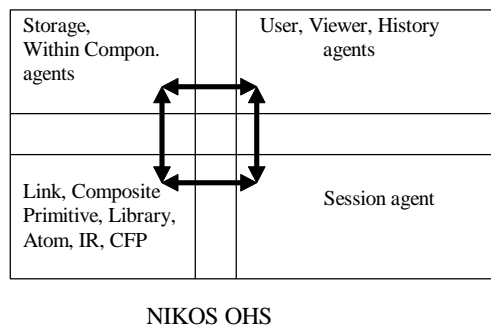 Storage,
Within Compon.
agents
User, Viewer, History
agents
Link, Composite
Primitive, Library,
Atom, IR, CFP
Session agent
NIKOS OHS